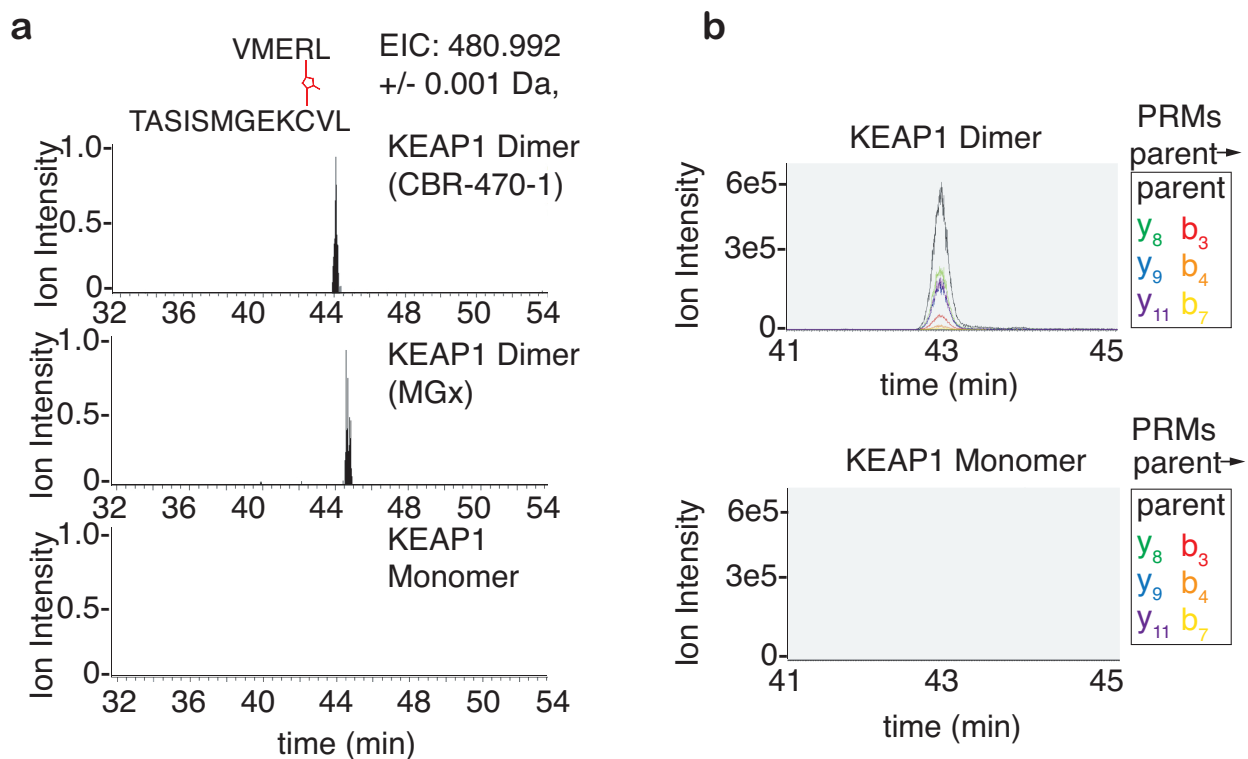 a
VMERL
TASISMGEKCVL
EIC: 480.992
+/- 0.001 Da,
KEAP1 Dimer
(CBR-470-1)
Ion Intensity
1.0
0.5
0
32 36 40 44 48 50 54
KEAP1 Dimer
(MGx)
Ion Intensity
1.0
0.5
0
32 36 40 44 48 50 54
KEAP1
Monomer
Ion Intensity
1.0
0.5
0
32 36 40 44 46 50 54
time (min)
b
KEAP1 Dimer
Ion Intensity
6e5
3e5
0
41 43 45
time (min)
PRMs
parent
parent
y8 b3
y9 b4
y11 b7
KEAP1 Monomer
Ion Intensity
6e5
3e5
0
41 43 45
time (min)
PRMs
parent
parent
y8 b3
y9 b4
y11 b7